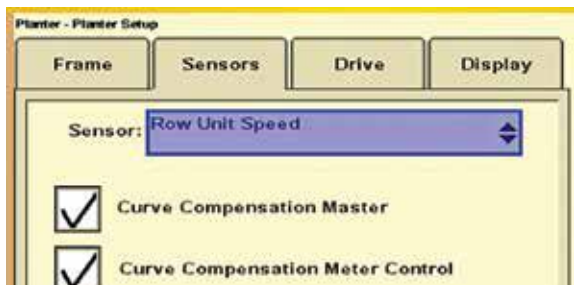 Planter - Planter Setup
Frame Sensors Drive Display
Sensor: Row Unit Speed
Curve Compensation Master
Curve Compensation Meter Control